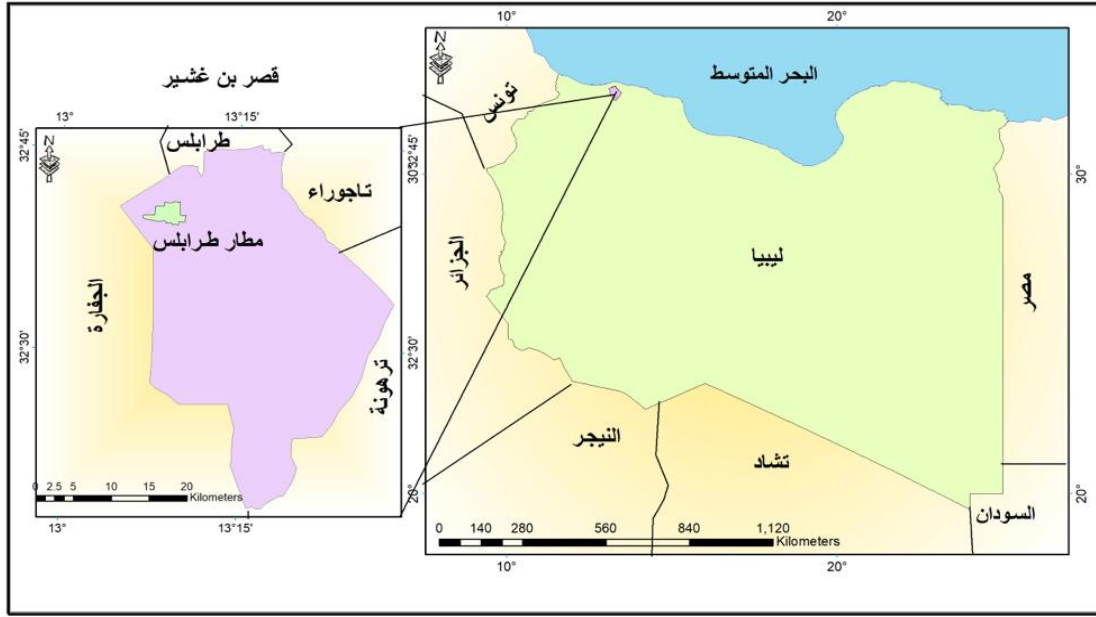 قصر بن غشير
13°
13°15'
N
32°45'
32°45'
طرابلس
تاجوراء
مطار طرابلس
الجفارة
ترهونة
32°30'
32°30'
0 2.5 5 10 15 20
Kilometers
13°
13°15'
10°
20°
N
البحر المتوسط
تونس
30°
30°
الجزائر
ليبيا
مصر
النيجر
تشاد
السودان
20°
20°
0 140 280 560 840 1,120
Kilometers
10°
20°